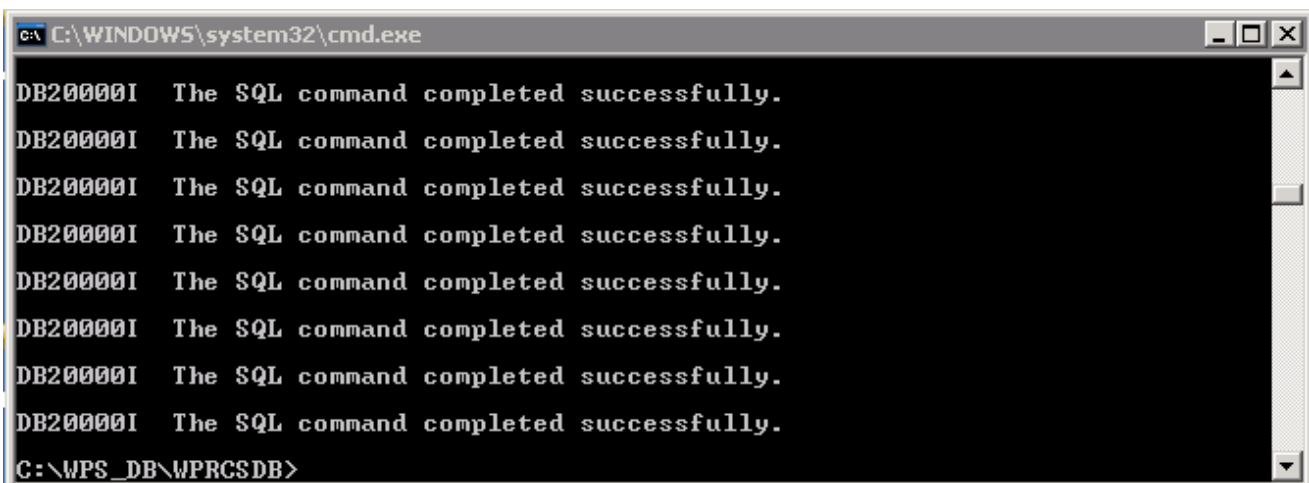 C:\WINDOWS\system32\cmd.exe
DB20000I  The SQL command completed successfully.
DB20000I  The SQL command completed successfully.
DB20000I  The SQL command completed successfully.
DB20000I  The SQL command completed successfully.
DB20000I  The SQL command completed successfully.
DB20000I  The SQL command completed successfully.
DB20000I  The SQL command completed successfully.
DB20000I  The SQL command completed successfully.
C:\WPS_DB\WPRCSDB>